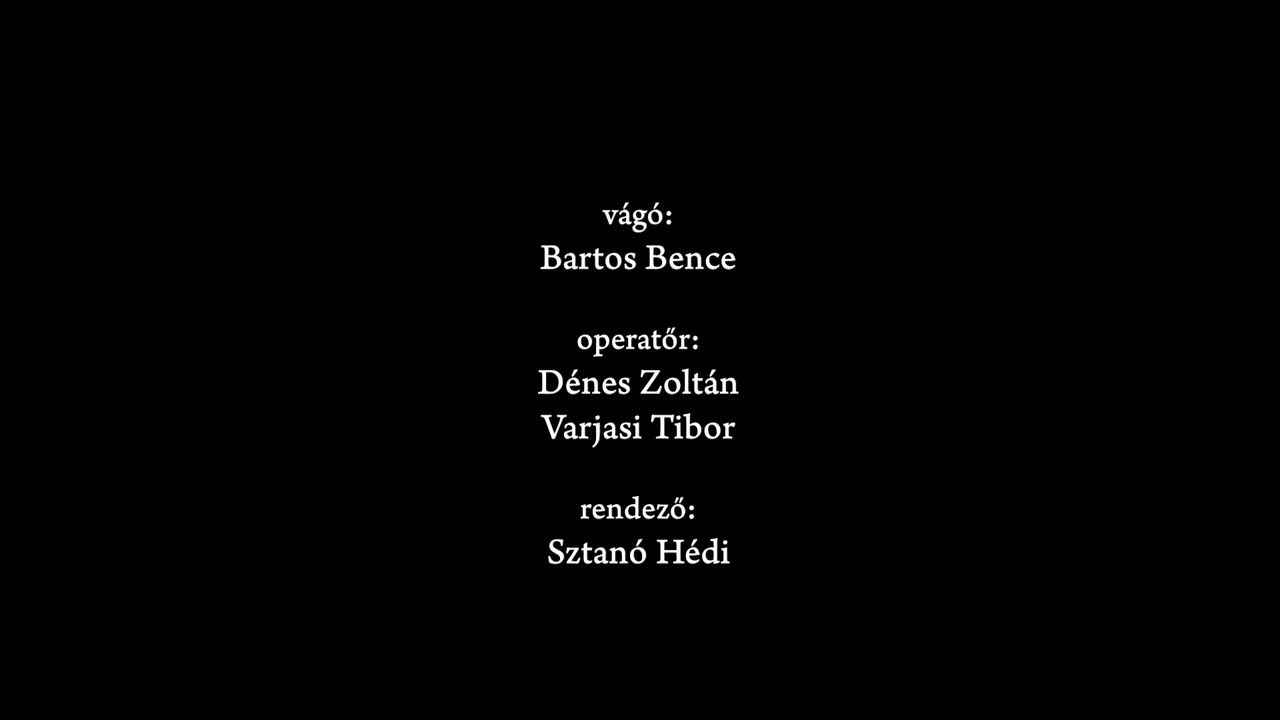 vágó:
Bartos Bence
operatőr:
Dénes Zoltán
Varjasi Tibor
rendező:
Sztanó Hédi